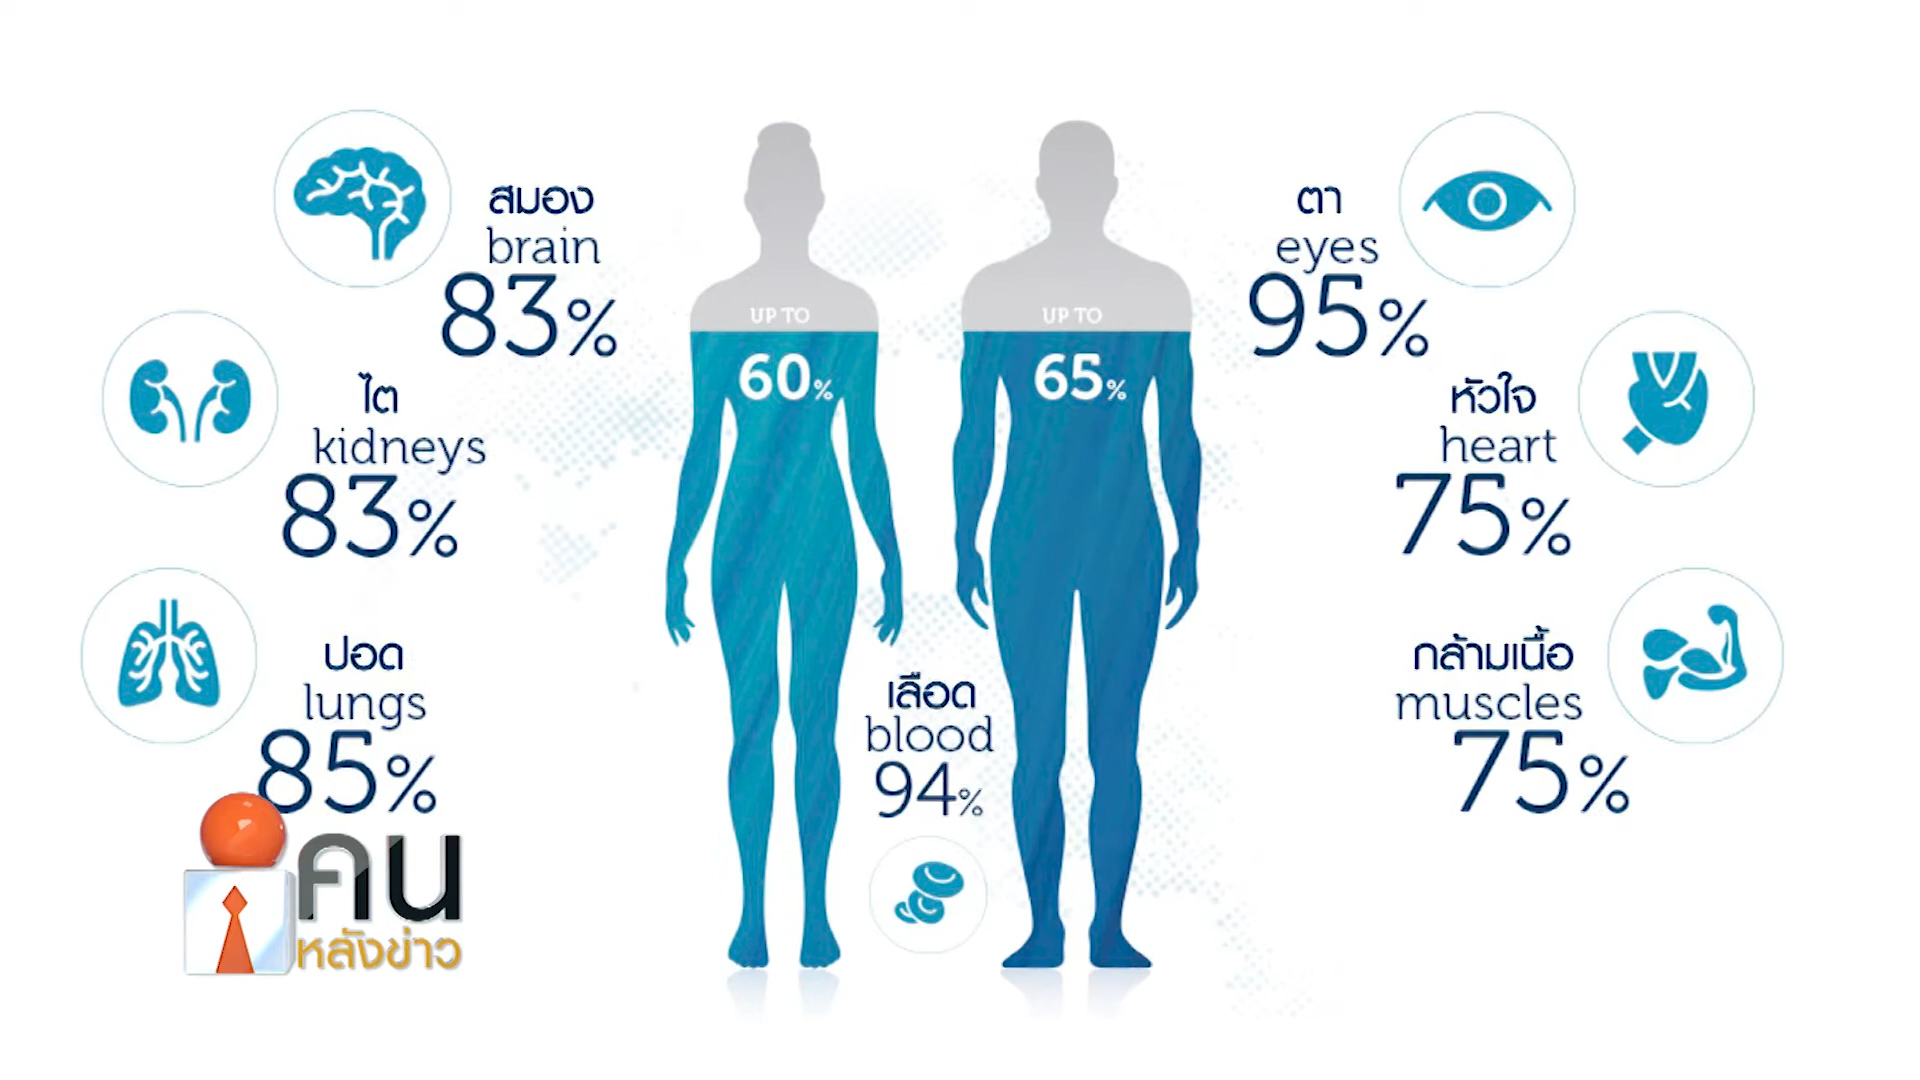 สมอง
brain
83%
ไต
kidneys
83%
ปอด
lungs
85%
UP TO
60%
UP TO
65%
เลือด
blood
94%
ตา
eyes
95%
หัวใจ
heart
75%
กล้ามเนื้อ
muscles
75%
คน
หลังข่าว